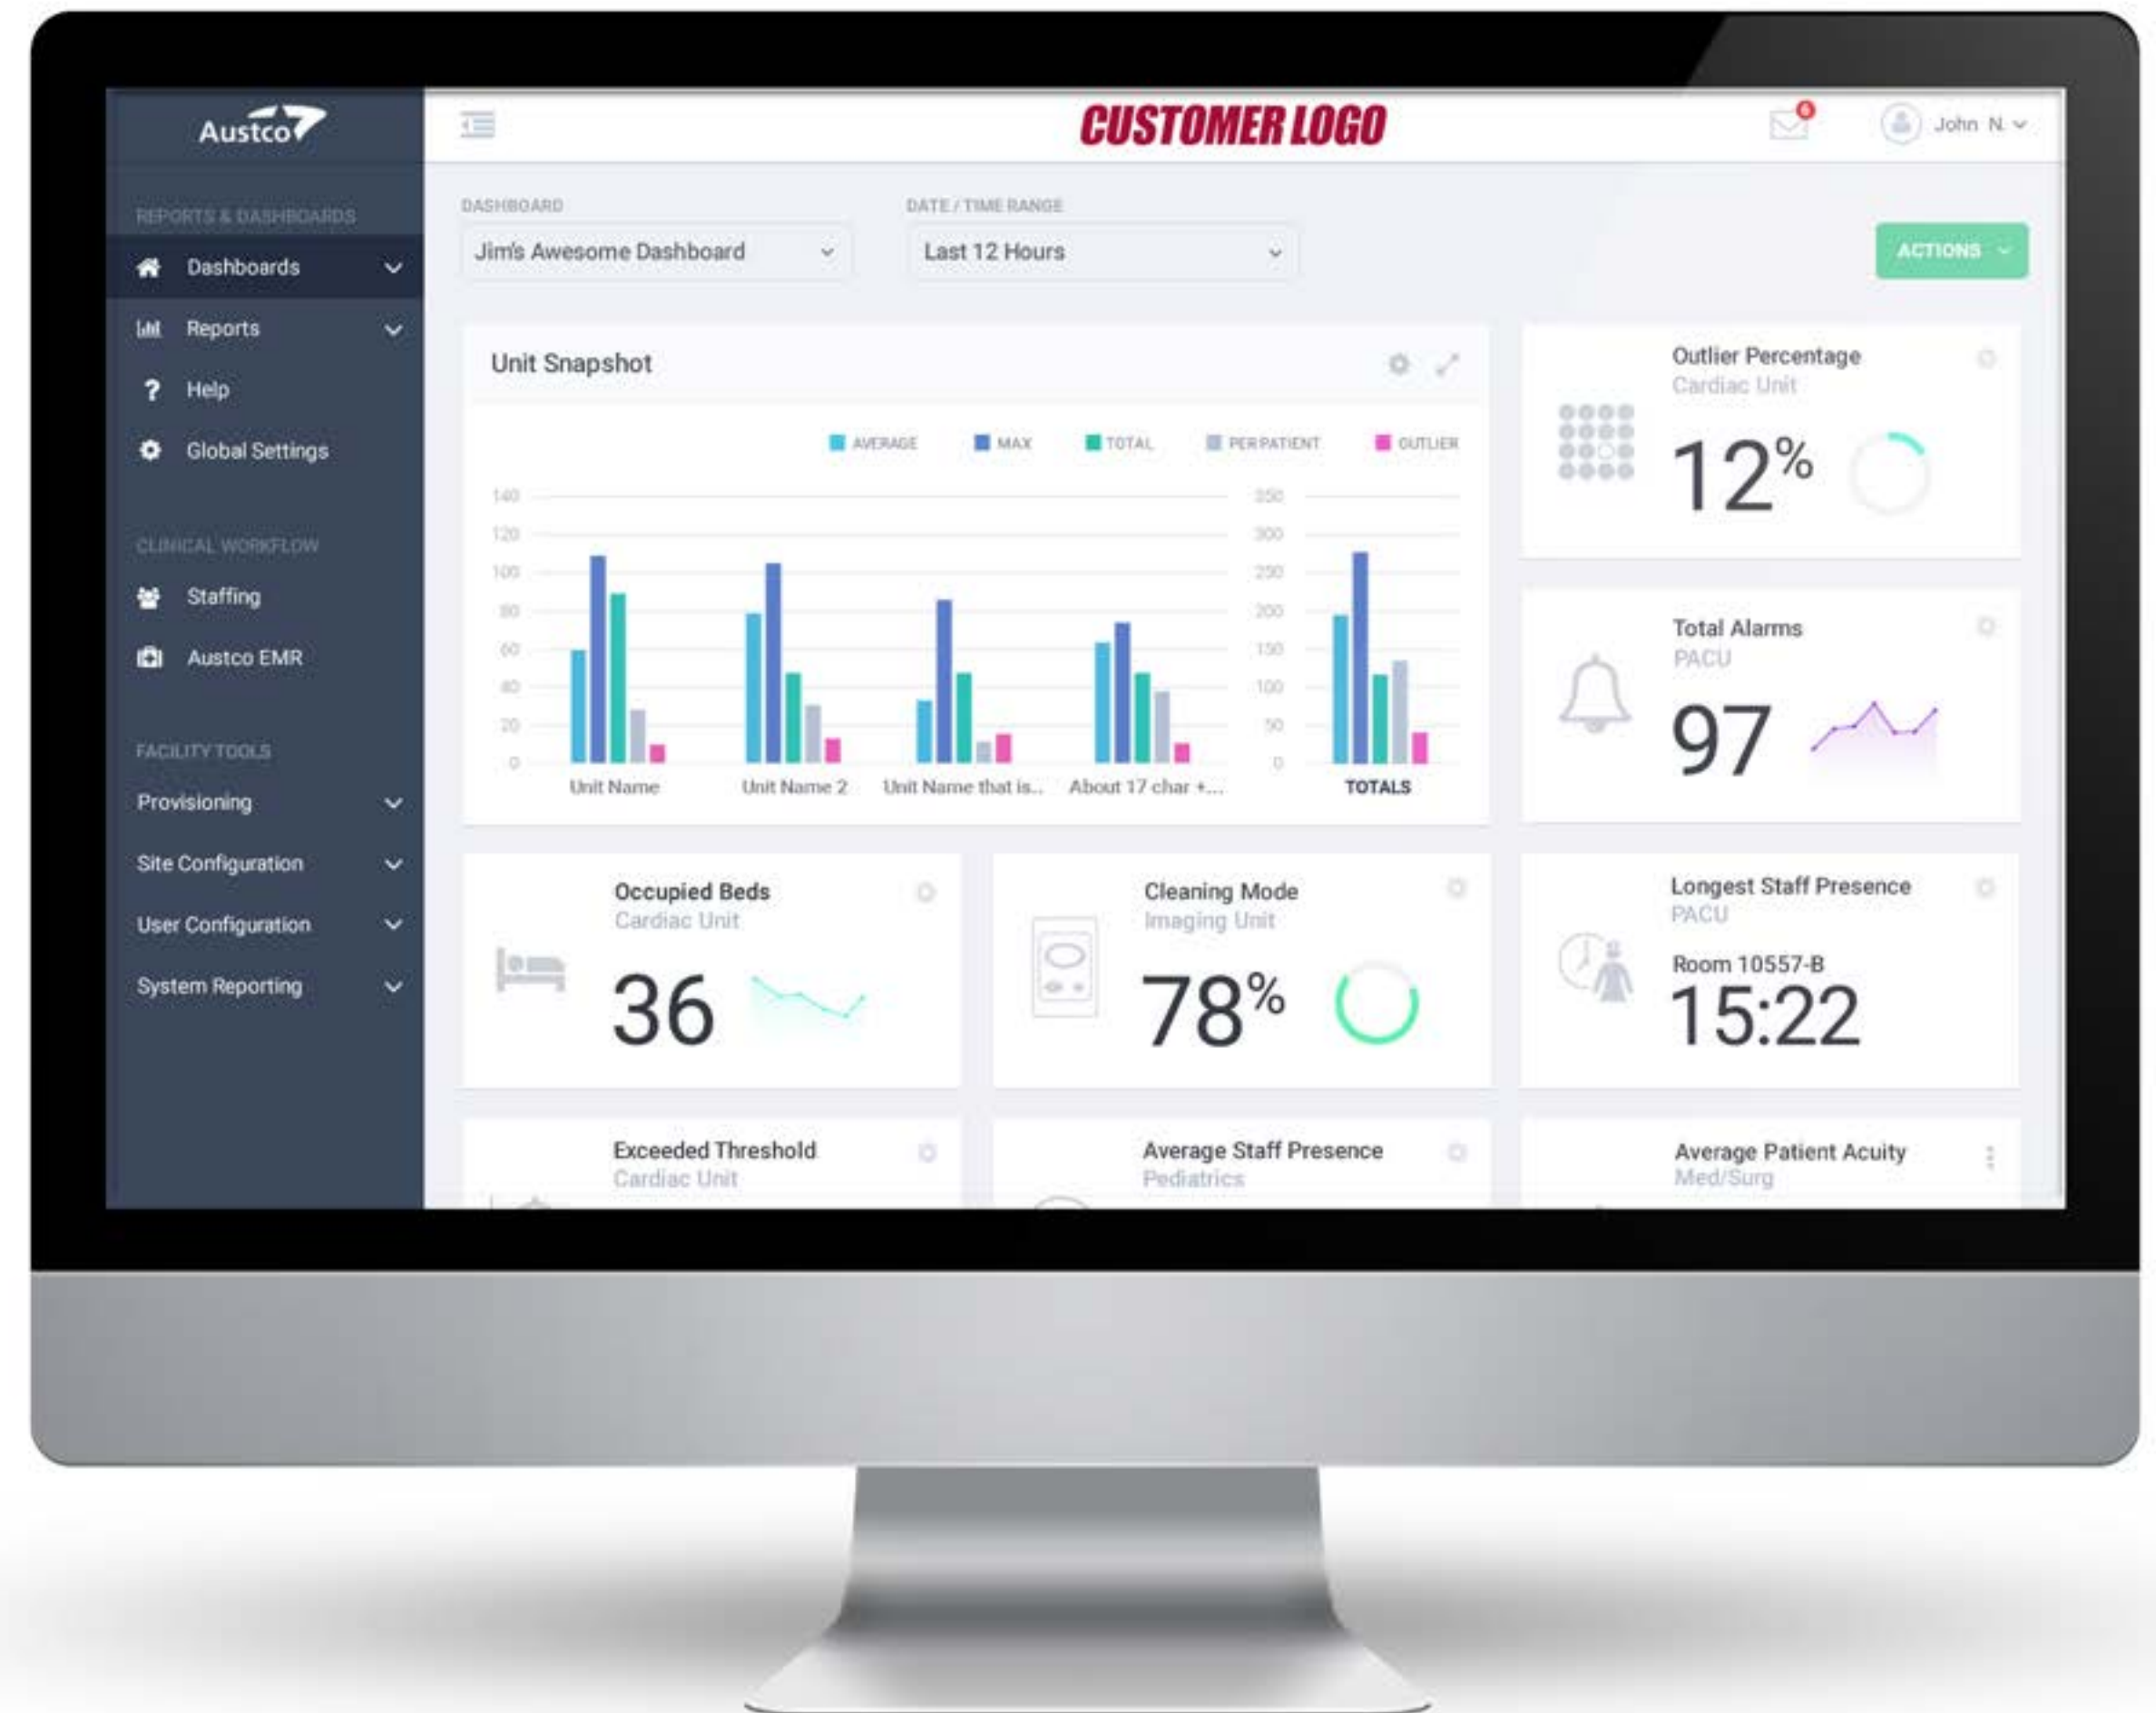 Austco
CUSTOMER LOGO
6
John N.
REPORTS & DASHBOARDS
Dashboards
Reports
Help
Global Settings
CLINICAL WORKFLOW
Staffing
Austco EMR
FACILITY TOOLS
Provisioning
Site Configuration
User Configuration
System Reporting
DASHBOARD
Jim's Awesome Dashboard
DATE / TIME RANGE
Last 12 Hours
ACTIONS
Unit Snapshot
AVERAGE MAX TOTAL PER PATIENT OUTLIER
140
120
100
80
60
40
20
0
350
300
250
200
150
100
50
0
Unit Name Unit Name 2 Unit Name that is... About 17 char +... TOTALS
Outlier Percentage
Cardiac Unit
12%
Total Alarms
PACU
97
Occupied Beds
Cardiac Unit
36
Cleaning Mode
Imaging Unit
78%
Longest Staff Presence
PACU
Room 10557-B
15:22
Exceeded Threshold
Cardiac Unit
Average Staff Presence
Pediatrics
Average Patient Acuity
Med/Surg